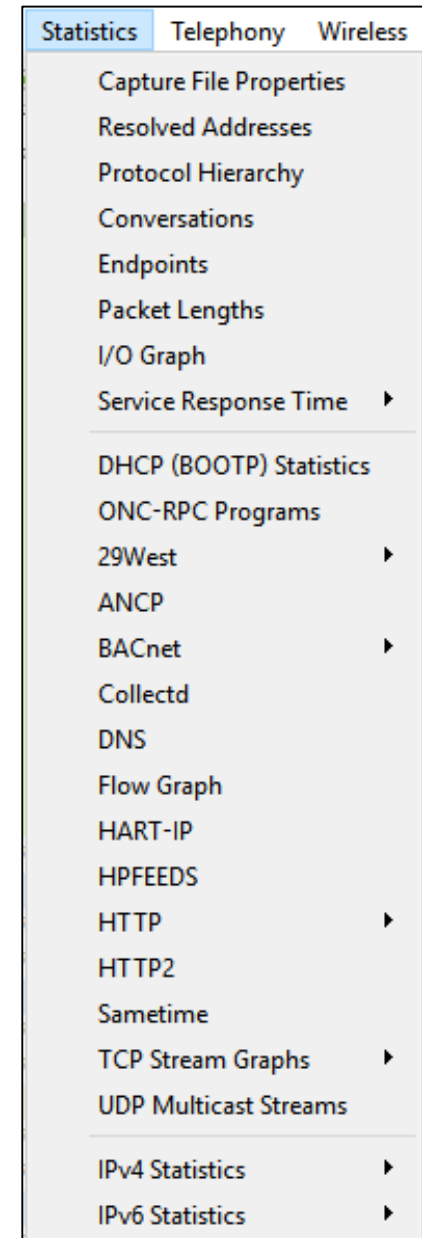 Statistics Telephony Wireless
Capture File Properties
Resolved Addresses
Protocol Hierarchy
Conversations
Endpoints
Packet Lengths
I/O Graph
Service Response Time
DHCP (BOOTP) Statistics
ONC-RPC Programs
29West
ANCP
BACnet
Collectd
DNS
Flow Graph
HART-IP
HPFEEDS
HTTP
HTTP2
Sametime
TCP Stream Graphs
UDP Multicast Streams
IPv4 Statistics
IPv6 Statistics